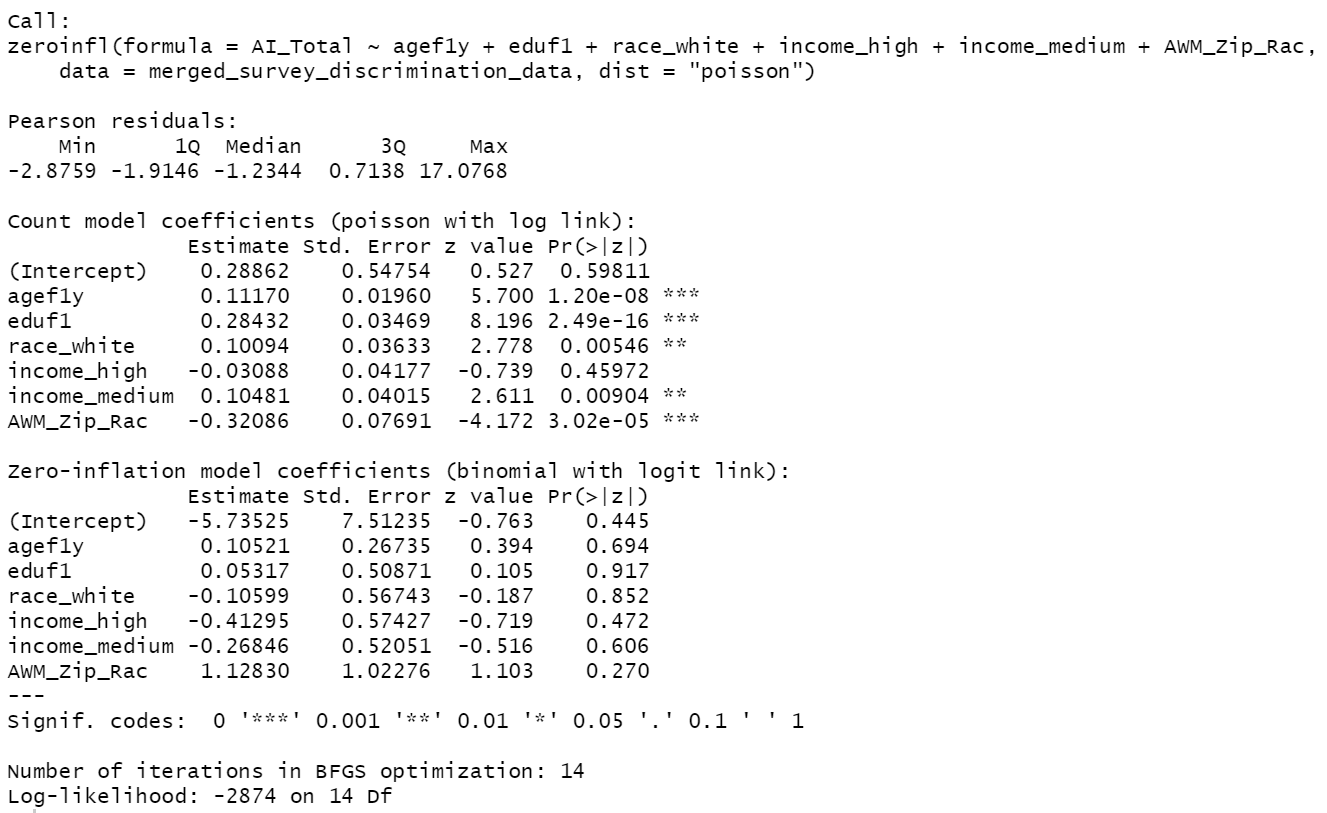 Call:
zeroinfl(formula = AI_Total ~ agef1y + eduf1 + race_white + income_high + income_medium + AWM_Zip_Rac,
    data = merged_survey_discrimination_data, dist = "poisson")

Pearson residuals:
    Min      1Q  Median      3Q     Max
-2.8759 -1.9146 -1.2344  0.7138 17.0768

Count model coefficients (poisson with log link):
              Estimate Std. Error z value Pr(>|z|)
(Intercept)    0.28862    0.54754   0.527  0.59811
agef1y         0.11170    0.01960   5.700 1.20e-08 ***
eduf1          0.28432    0.03469   8.196 2.49e-16 ***
race_white     0.10094    0.03633   2.778  0.00546 **
income_high   -0.03088    0.04177  -0.739  0.45972
income_medium  0.10481    0.04015   2.611  0.00904 **
AWM_Zip_Rac   -0.32086    0.07691  -4.172 3.02e-05 ***

Zero-inflation model coefficients (binomial with logit link):
              Estimate Std. Error z value Pr(>|z|)
(Intercept)   -5.73525    7.51235  -0.763    0.445
agef1y         0.10521    0.26735   0.394    0.694
eduf1          0.05317    0.50871   0.105    0.917
race_white    -0.10599    0.56743  -0.187    0.852
income_high   -0.41295    0.57427  -0.719    0.472
income_medium -0.26846    0.52051  -0.516    0.606
AWM_Zip_Rac    1.12830    1.02276   1.103    0.270
---
Signif. codes:  0 '***' 0.001 '**' 0.01 '*' 0.05 '.' 0.1 ' ' 1

Number of iterations in BFGS optimization: 14
Log-likelihood: -2874 on 14 Df